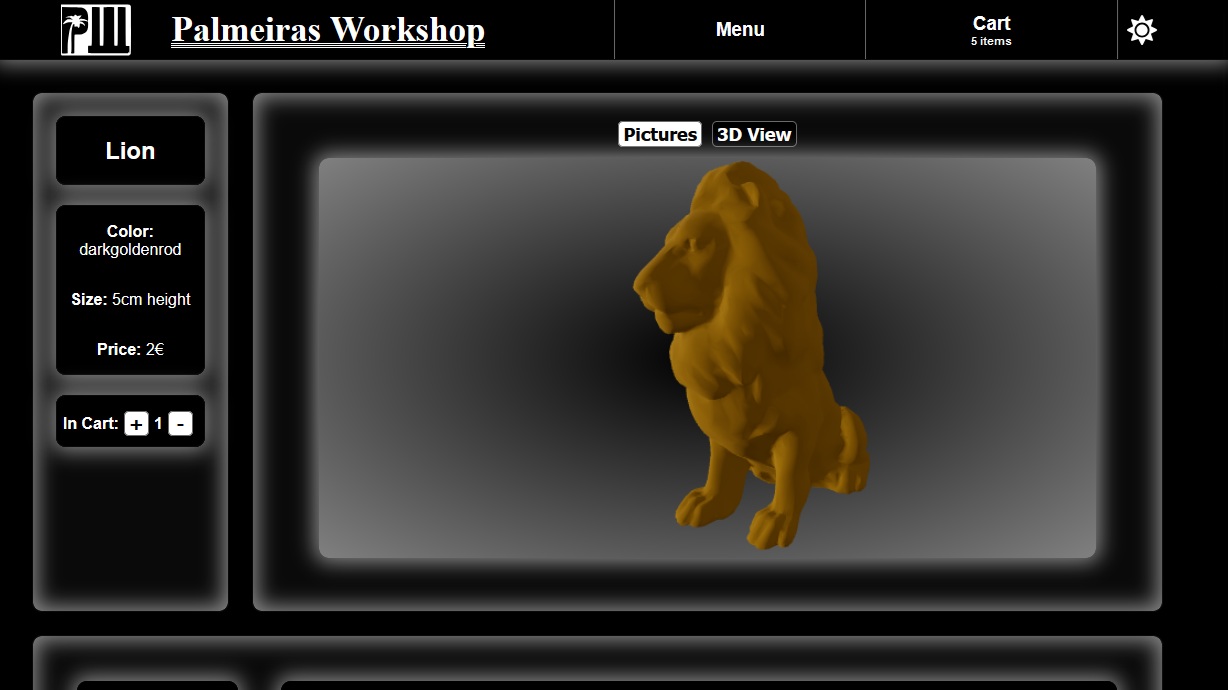 Palmeiras Workshop
Menu
Cart
5 items
Lion
Color:
darkgoldenrod
Size: 5cm height
Price: 2€
In Cart: + 1 -
Pictures
3D View